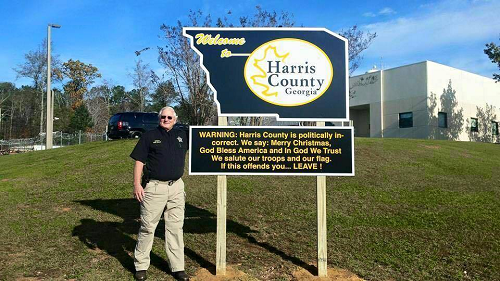 Welcome
to
Harris
County
Georgia
WARNING: Harris County is politically in-
correct. We say: Merry Christmas,
God Bless America and In God We Trust
We salute our troops and our flag.
If this offends you... LEAVE !